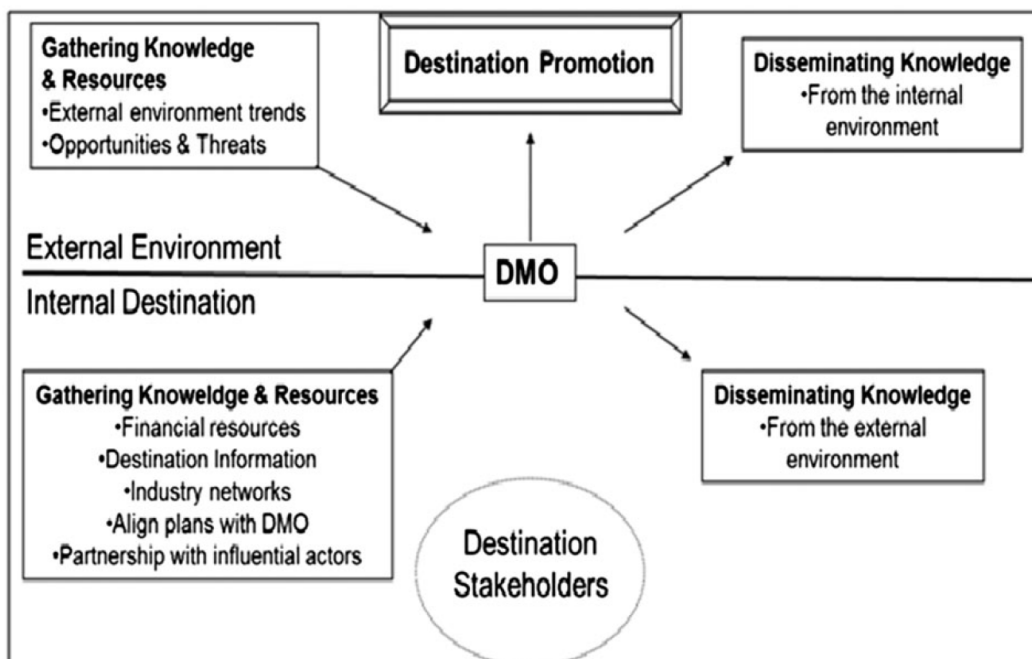 Gathering Knowledge
& Resources
•External environment trends
•Opportunities & Threats
Destination Promotion
Disseminating Knowledge
•From the internal
environment
External Environment
DMO
Internal Destination
Gathering Knoweldge & Resources
•Financial resources
•Destination Information
•Industry networks
•Align plans with DMO
•Partnership with influential actors
Disseminating Knowledge
•From the external
environment
Destination
Stakeholders